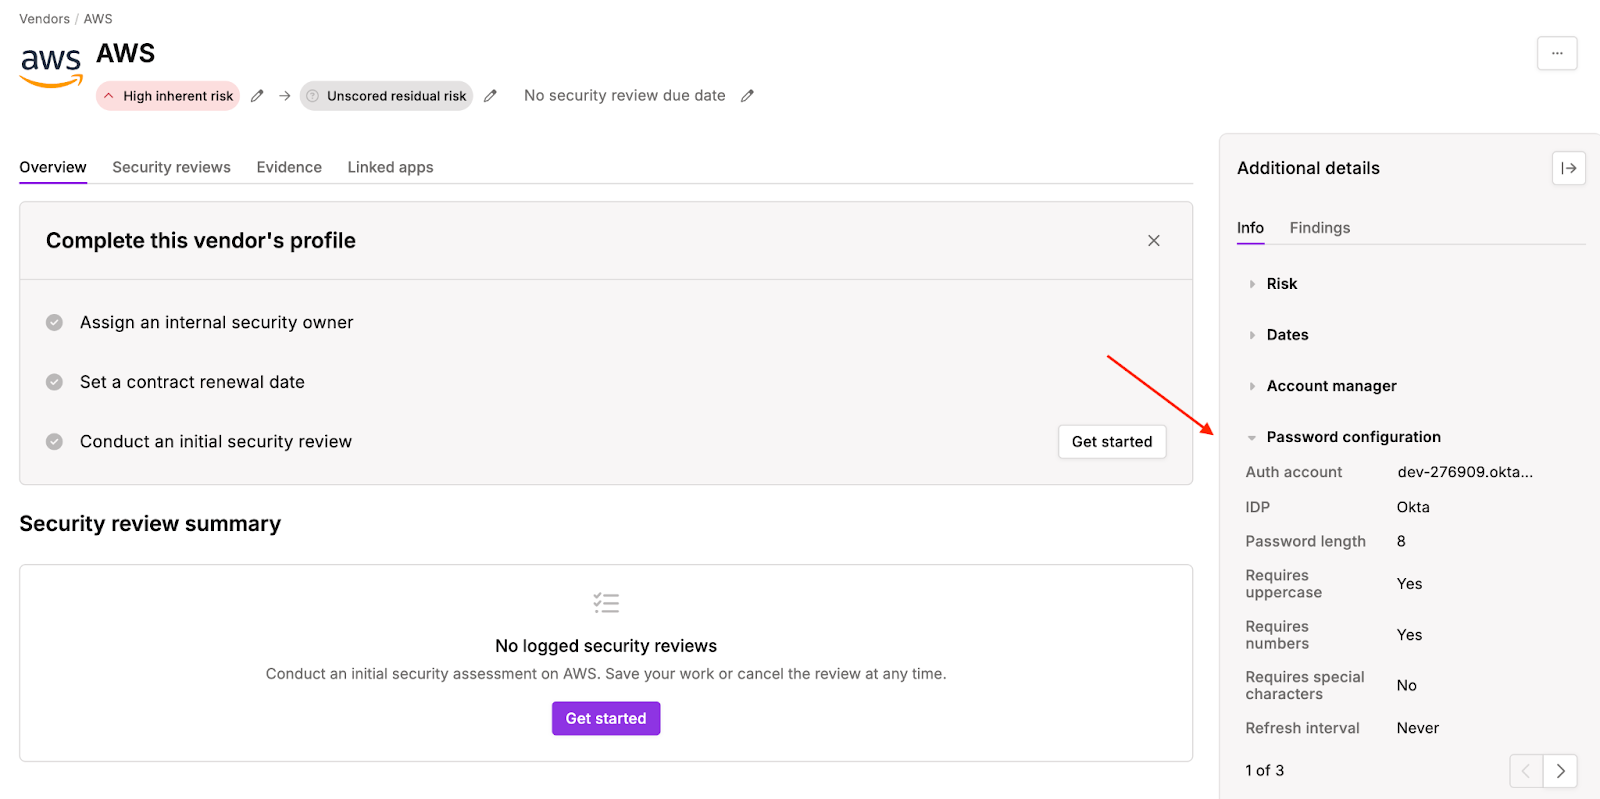 Vendors / AWS
aws
AWS
High inherent risk → Unscored residual risk No security review due date
...
Overview Security reviews Evidence Linked apps
Complete this vendor's profile
Assign an internal security owner
Set a contract renewal date
Conduct an initial security review Get started
Security review summary
No logged security reviews
Conduct an initial security assessment on AWS. Save your work or cancel the review at any time.
Get started
Additional details
Info Findings
Risk
Dates
Account manager
Password configuration
Auth account dev-276909.okta...
IDP Okta
Password length 8
Requires
uppercase Yes
Requires
numbers Yes
Requires special
characters No
Refresh interval Never
1 of 3